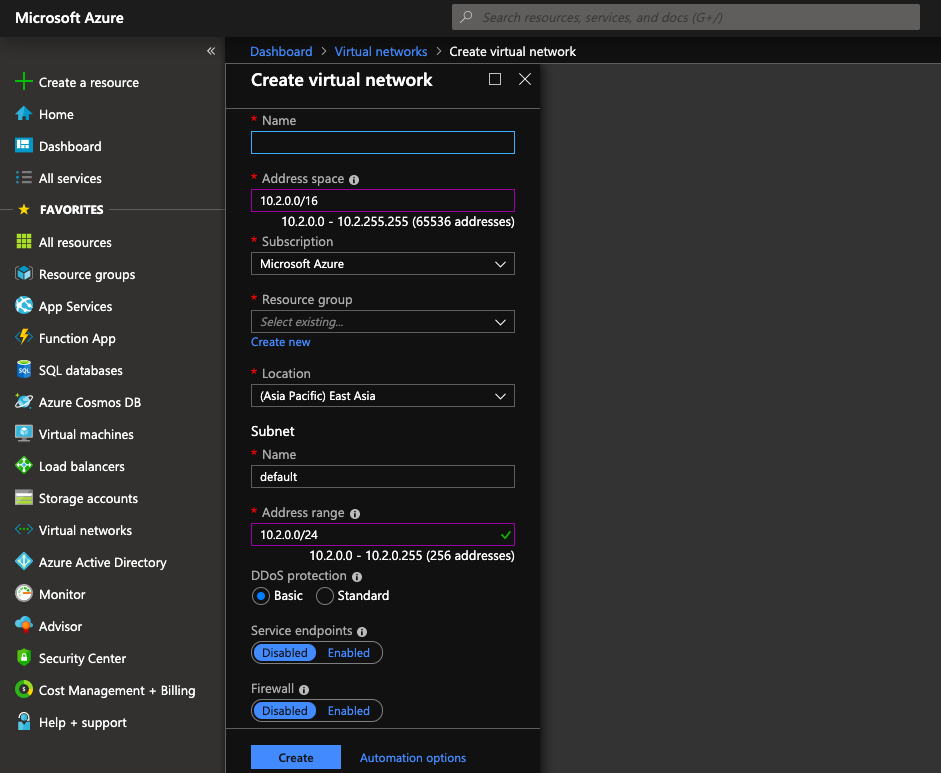 Microsoft Azure
Search resources, services, and docs (G+/)
«
Dashboard > Virtual networks > Create virtual network
Create a resource
Home
Dashboard
All services
FAVORITES
All resources
Resource groups
App Services
Function App
SQL databases
Azure Cosmos DB
Virtual machines
Load balancers
Storage accounts
Virtual networks
Azure Active Directory
Monitor
Advisor
Security Center
Cost Management + Billing
Help + support
Create virtual network
* Name
* Address space
10.2.0.0/16
10.2.0.0 - 10.2.255.255 (65536 addresses)
* Subscription
Microsoft Azure
* Resource group
Select existing...
Create new
* Location
(Asia Pacific) East Asia
Subnet
* Name
default
* Address range
10.2.0.0/24
10.2.0.0 - 10.2.0.255 (256 addresses)
DDoS protection
Basic Standard
Service endpoints
Disabled Enabled
Firewall
Disabled Enabled
Create Automation options